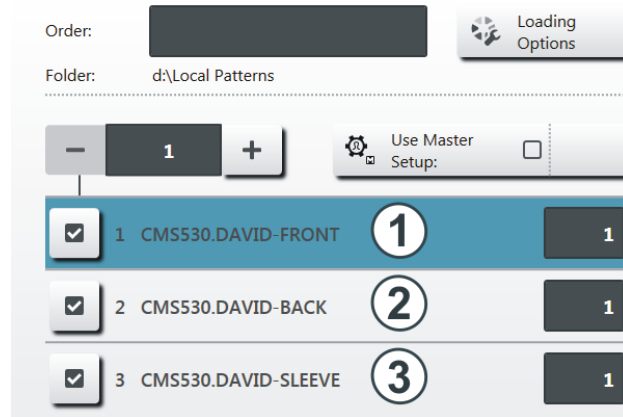 Order:
Loading
Options
Folder: d:\Local Patterns
1
Use Master
Setup:
1 CMS530.DAVID-FRONT 1 1
2 CMS530.DAVID-BACK 2 1
3 CMS530.DAVID-SLEEVE 3 1